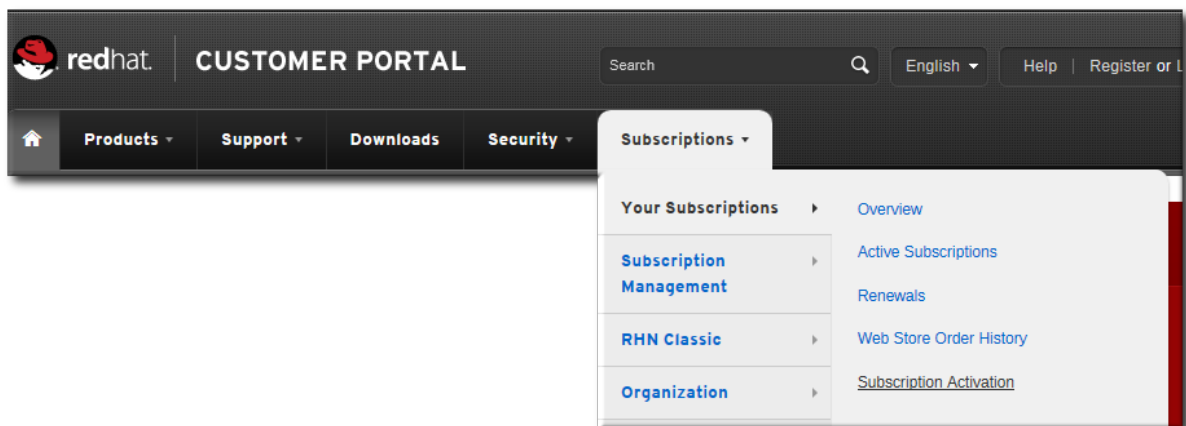 redhat. CUSTOMER PORTAL Search English Help | Register or
Products Support Downloads Security Subscriptions
Your Subscriptions Overview
Subscription Management Active Subscriptions
Renewals
RHN Classic Web Store Order History
Organization Subscription Activation